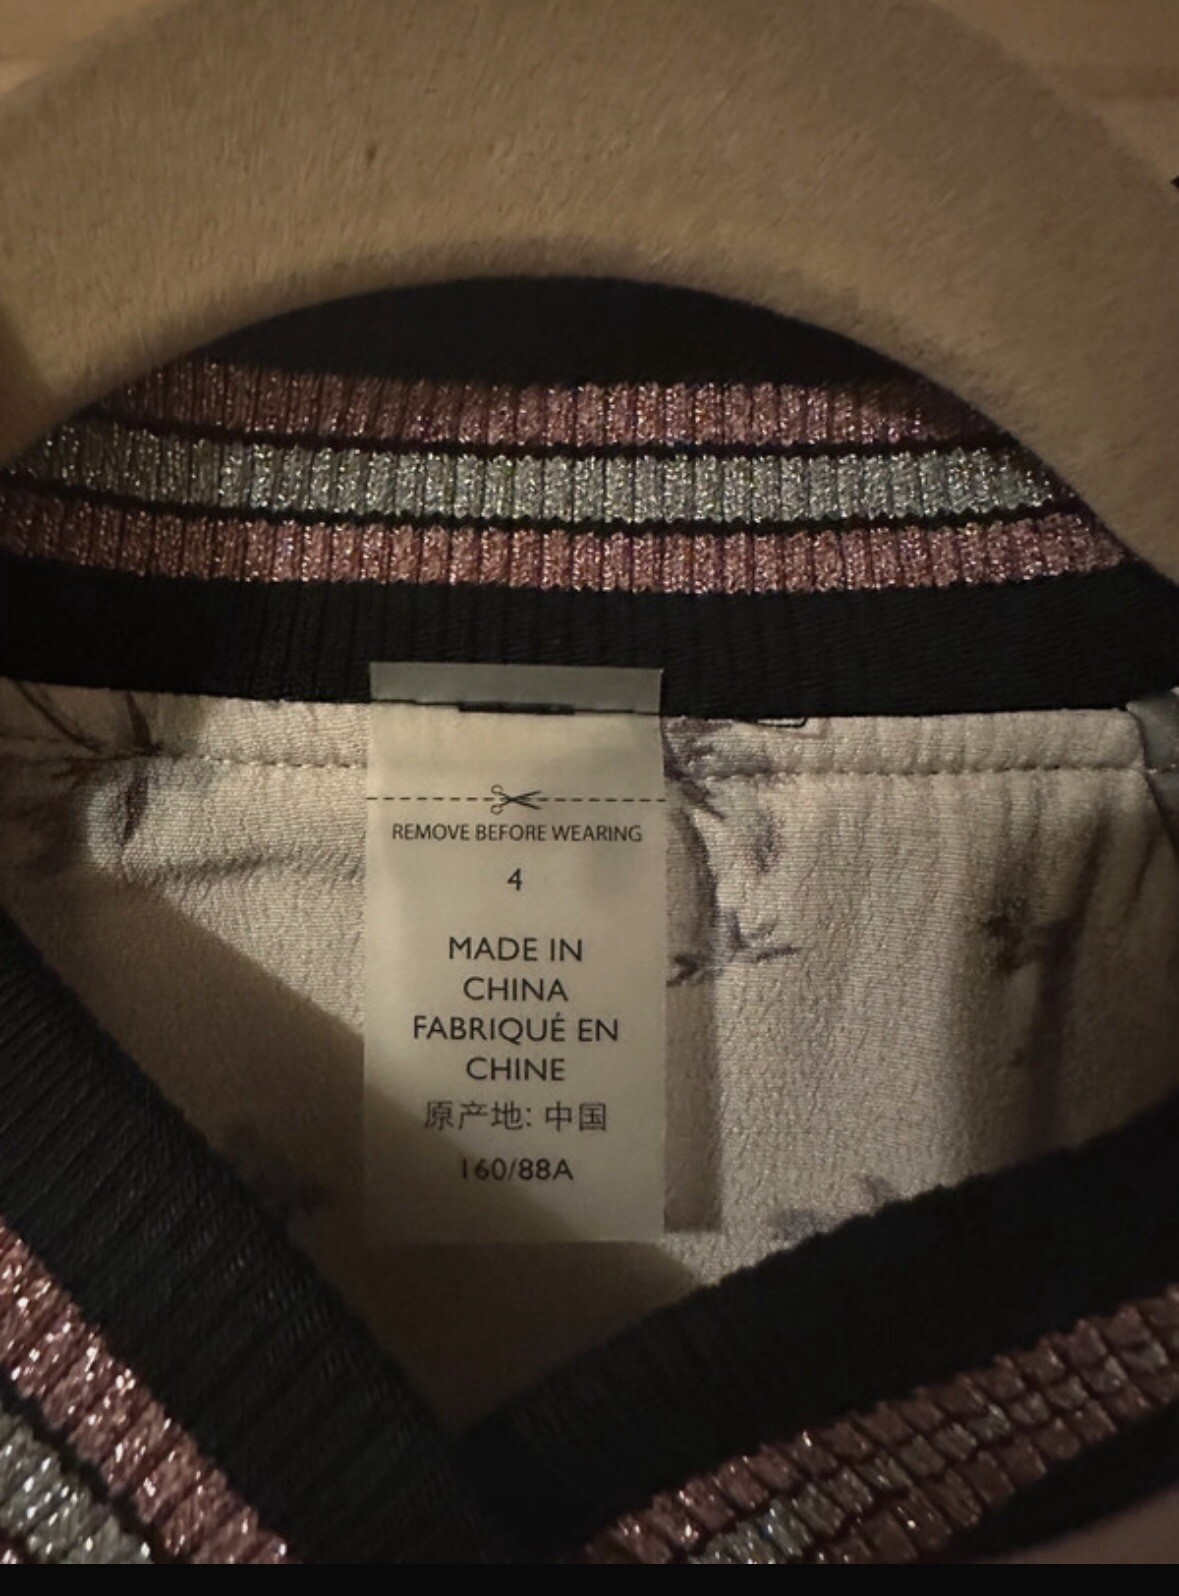 REMOVE BEFORE WEARING
4
MADE IN
CHINA
FABRIQUÉ EN
CHINE
原产地: 中国
160/88A